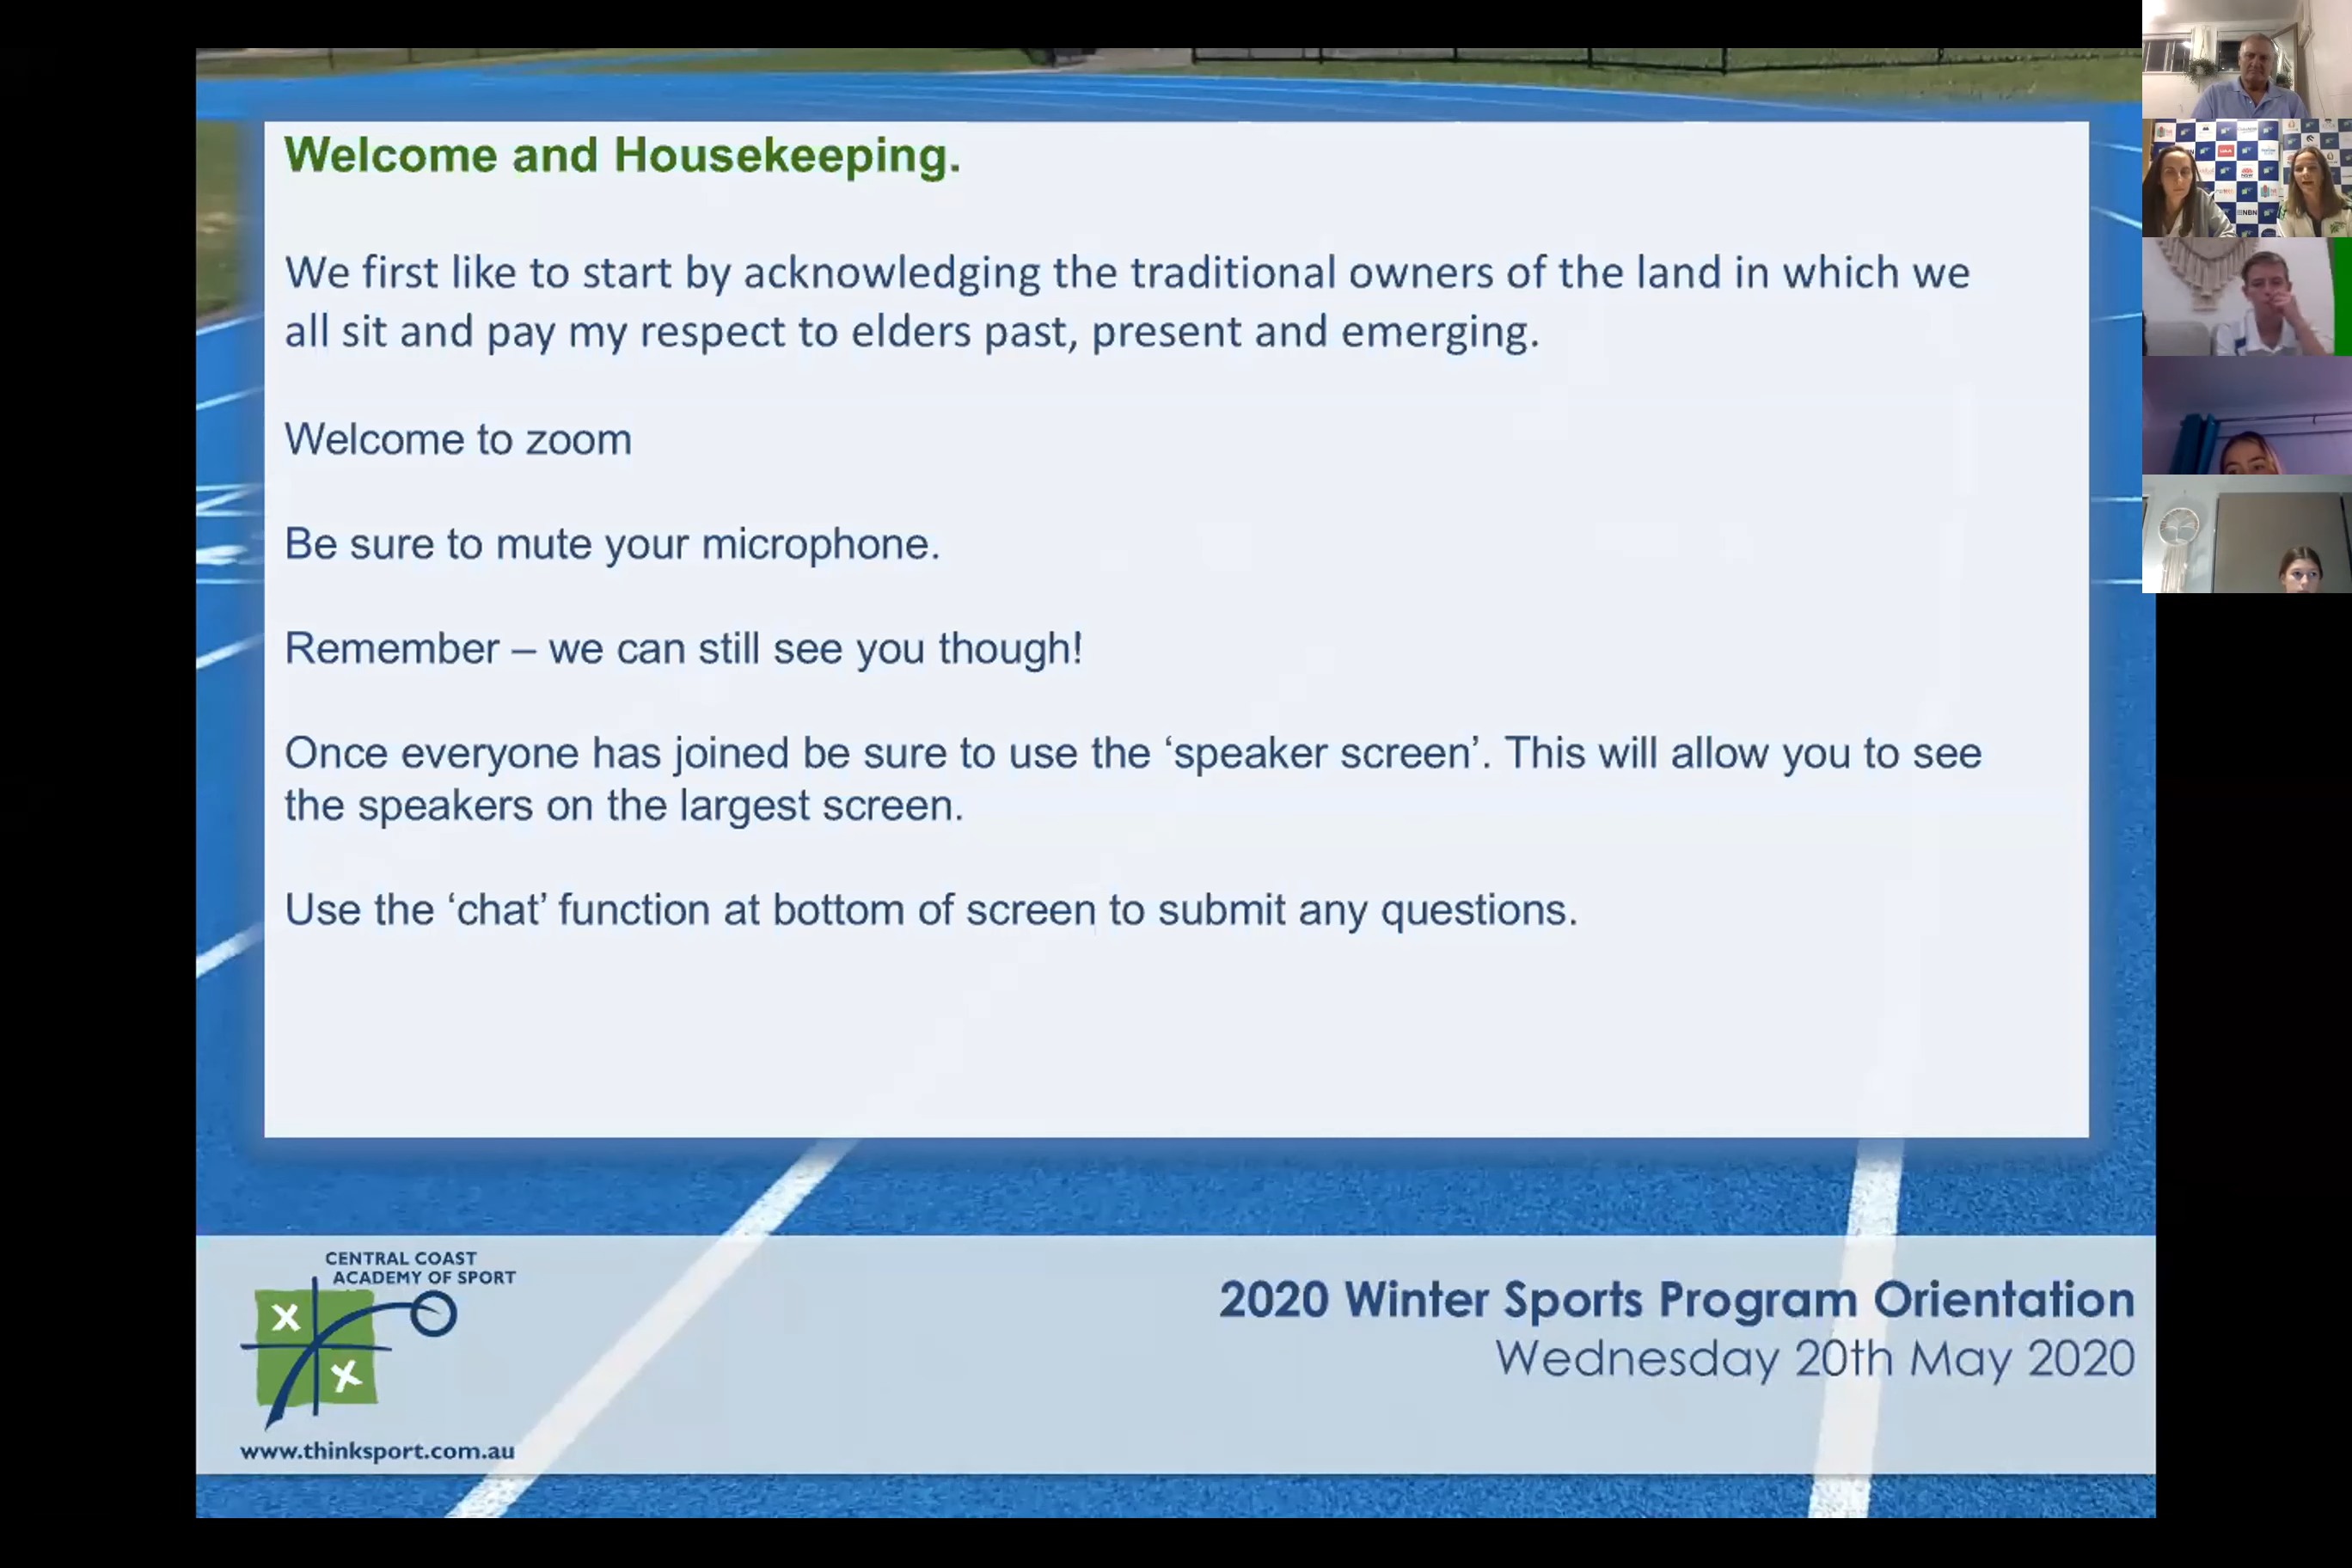 Welcome and Housekeeping.
We first like to start by acknowledging the traditional owners of the land in which we
all sit and pay my respect to elders past, present and emerging.
Welcome to zoom
Be sure to mute your microphone.
Remember – we can still see you though!
Once everyone has joined be sure to use the ‘speaker screen’. This will allow you to see
the speakers on the largest screen.
Use the ‘chat’ function at bottom of screen to submit any questions.
CENTRAL COAST
ACADEMY OF SPORT
x
x
www.thinksport.com.au
2020 Winter Sports Program Orientation
Wednesday 20th May 2020
NBN